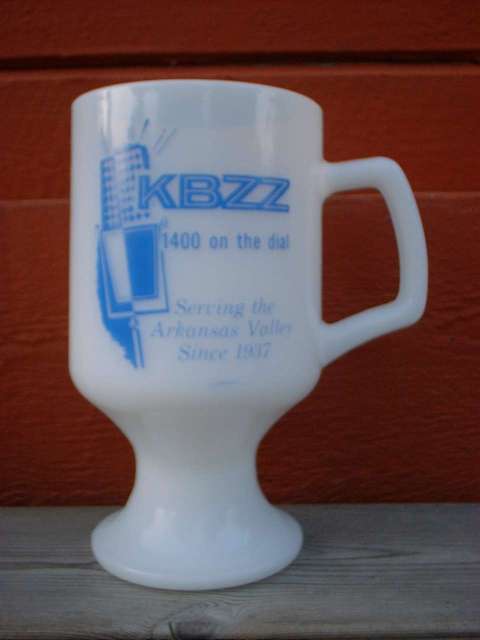 KBZZ
1400 on the dial
Serving the
Arkansas Valley
Since 1937